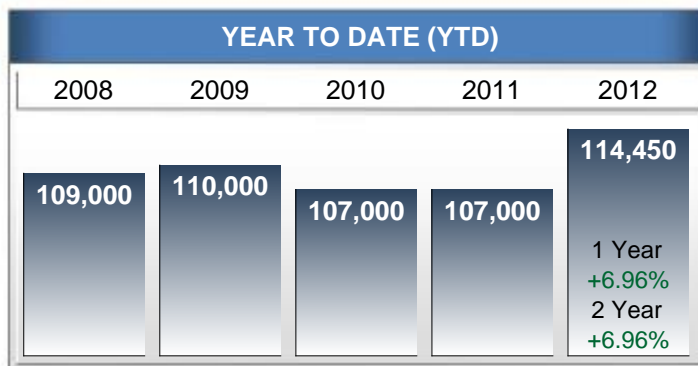 YEAR TO DATE (YTD)
2008 2009 2010 2011 2012
109,000 110,000 107,000 107,000 114,450
1 Year
+6.96%
2 Year
+6.96%